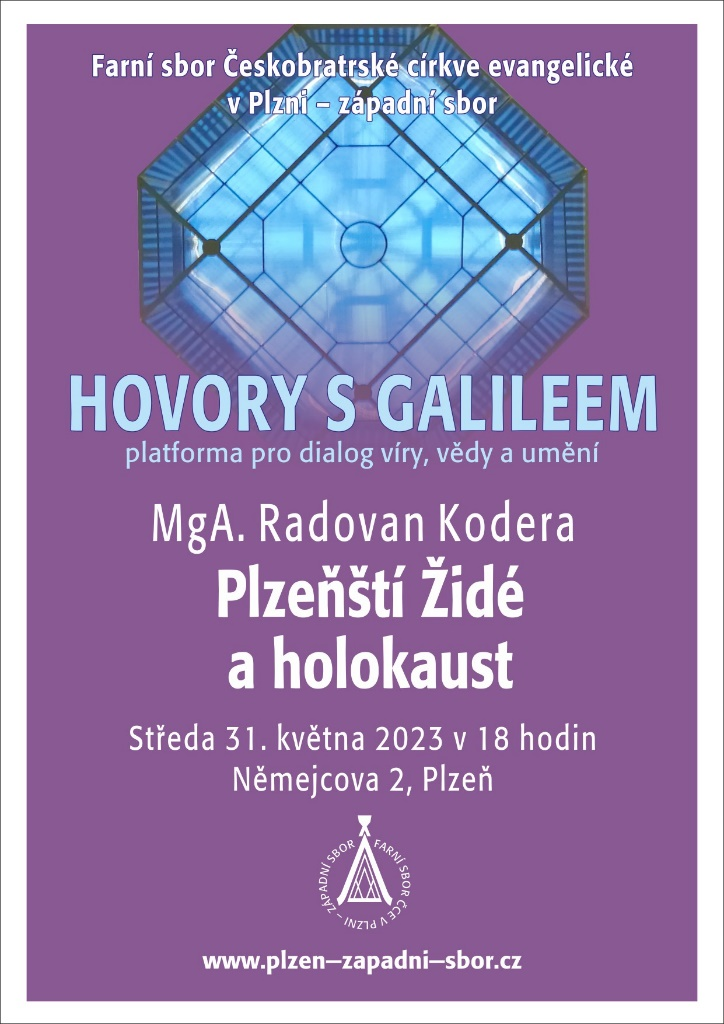 Farní sbor Českobratrské církve evangelické
v Plzni – západní sbor
HOVORY S GALILEEM
platforma pro dialog víry, vědy a umění
MgA. Radovan Kodera
Plzeňští Židé
a holokaust
Středa 31. května 2023 v 18 hodin
Němejcova 2, Plzeň
FARNÍ SBOR ČCE V PLZNI – ZÁPADNÍ SBOR
www.plzen–zapadni–sbor.cz